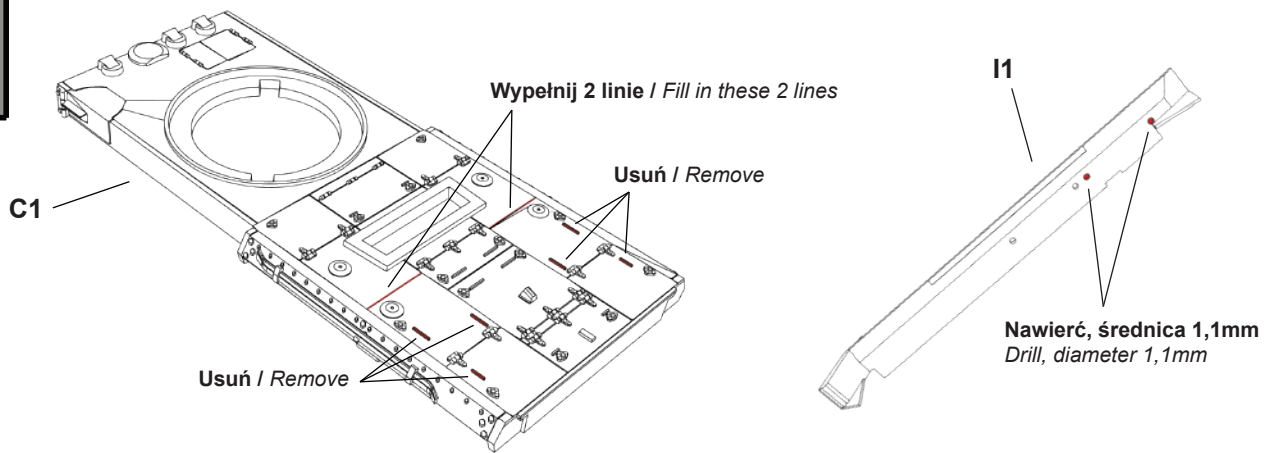 I1
Wypełnij 2 linie / Fill in these 2 lines
Usuń / Remove
C1
Nawierć, średnica 1,1mm
Drill, diameter 1,1mm
Usuń / Remove